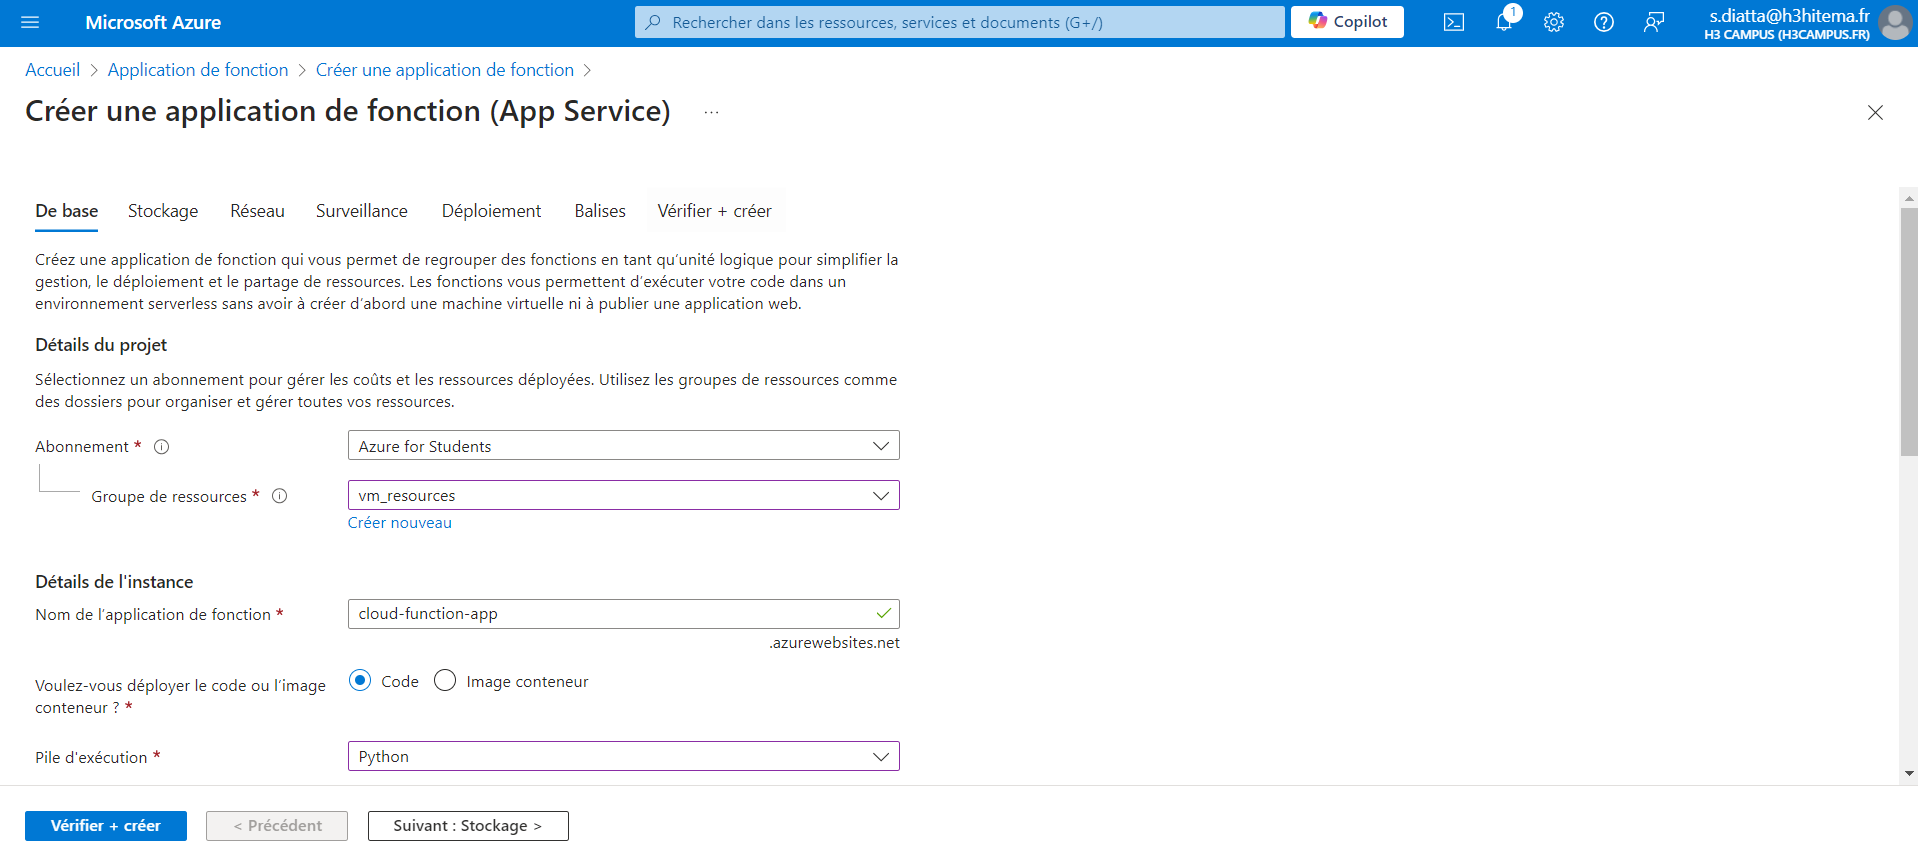 Microsoft Azure
Rechercher dans les ressources, services et documents (G+/)
Copilot
1
s.diatta@h3hitema.fr
H3 CAMPUS (H3CAMPUS.FR)
Accueil > Application de fonction > Créer une application de fonction >
Créer une application de fonction (App Service) ...
De base Stockage Réseau Surveillance Déploiement Balises Vérifier + créer
Créez une application de fonction qui vous permet de regrouper des fonctions en tant qu'unité logique pour simplifier la
gestion, le déploiement et le partage de ressources. Les fonctions vous permettent d'exécuter votre code dans un
environnement serverless sans avoir à créer d'abord une machine virtuelle ni à publier une application web.
Détails du projet
Sélectionnez un abonnement pour gérer les coûts et les ressources déployées. Utilisez les groupes de ressources comme
des dossiers pour organiser et gérer toutes vos ressources.
Abonnement *
Azure for Students
Groupe de ressources *
vm_resources
Créer nouveau
Détails de l'instance
Nom de l'application de fonction *
cloud-function-app
.azurewebsites.net
Voulez-vous déployer le code ou l'image
conteneur ? *
Code Image conteneur
Pile d'exécution *
Python
Vérifier + créer < Précédent Suivant : Stockage >